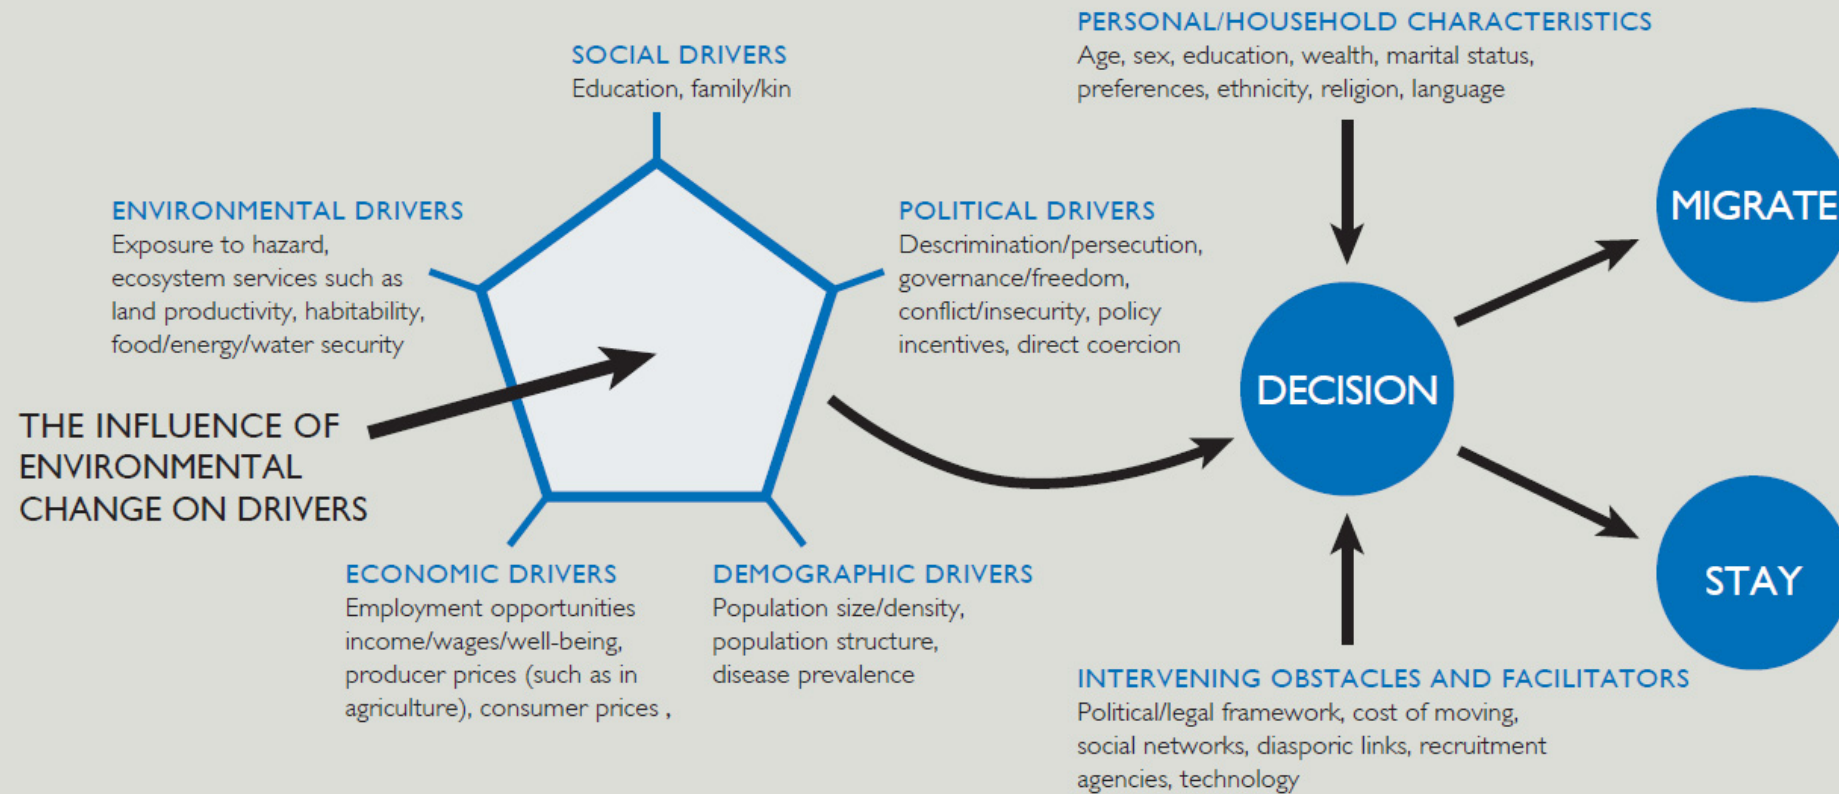 SOCIAL DRIVERS
Education, family/kin
PERSONAL/HOUSEHOLD CHARACTERISTICS
Age, sex, education, wealth, marital status,
preferences, ethnicity, religion, language
ENVIRONMENTAL DRIVERS
Exposure to hazard,
ecosystem services such as
land productivity, habitability,
food/energy/water security
POLITICAL DRIVERS
Descrimination/persecution,
governance/freedom,
conflict/insecurity, policy
incentives, direct coercion
MIGRATE
DECISION
THE INFLUENCE OF
ENVIRONMENTAL
CHANGE ON DRIVERS
STAY
ECONOMIC DRIVERS
Employment opportunities
income/wages/well-being,
producer prices (such as in
agriculture), consumer prices ,
DEMOGRAPHIC DRIVERS
Population size/density,
population structure,
disease prevalence
INTERVENING OBSTACLES AND FACILITATORS
Political/legal framework, cost of moving,
social networks, diasporic links, recruitment
agencies, technology